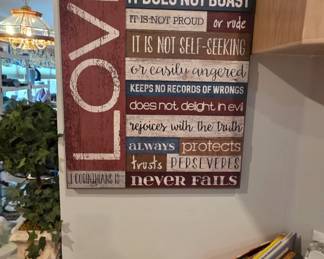 LOVE
IT DOES NOT BOAST
IT IS NOT PROUD or rude
IT IS NOT SELF-SEEKING
or easily angered
KEEPS NO RECORDS OF WRONGS
does not delight in evil
rejoices with the truth
always protects
trusts PERSEVERES
1 CORINTHIANS 13 never fails